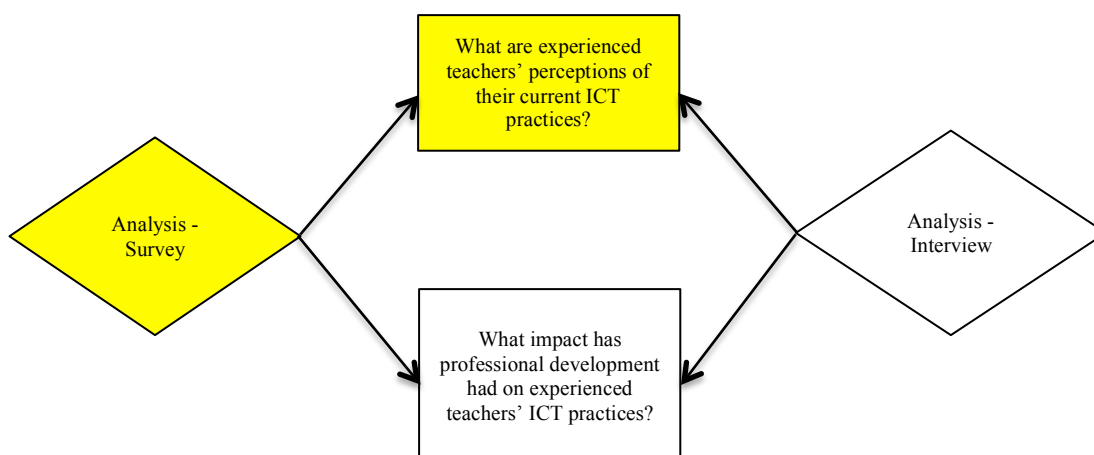 What are experienced
teachers’ perceptions of
their current ICT
practices?
Analysis -
Survey
Analysis -
Interview
What impact has
professional development
had on experienced
teachers’ ICT practices?